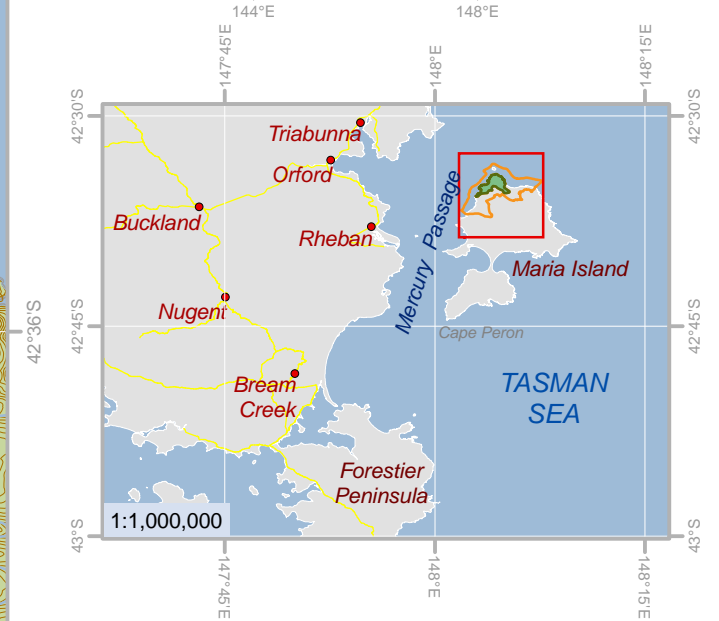 144°E 148°E
147°45'E 148°E 148°15'E
42°30'S 42°30'S
Triabunna
Orford
Buckland
Rheban
Mercury Passage
Maria Island
Nugent
42°36'S
42°45'S 42°45'S
Cape Peron
Bream
Creek
TASMAN
SEA
Forestier
Peninsula
1:1,000,000
43°S 43°S
147°45'E 148°E 148°15'E